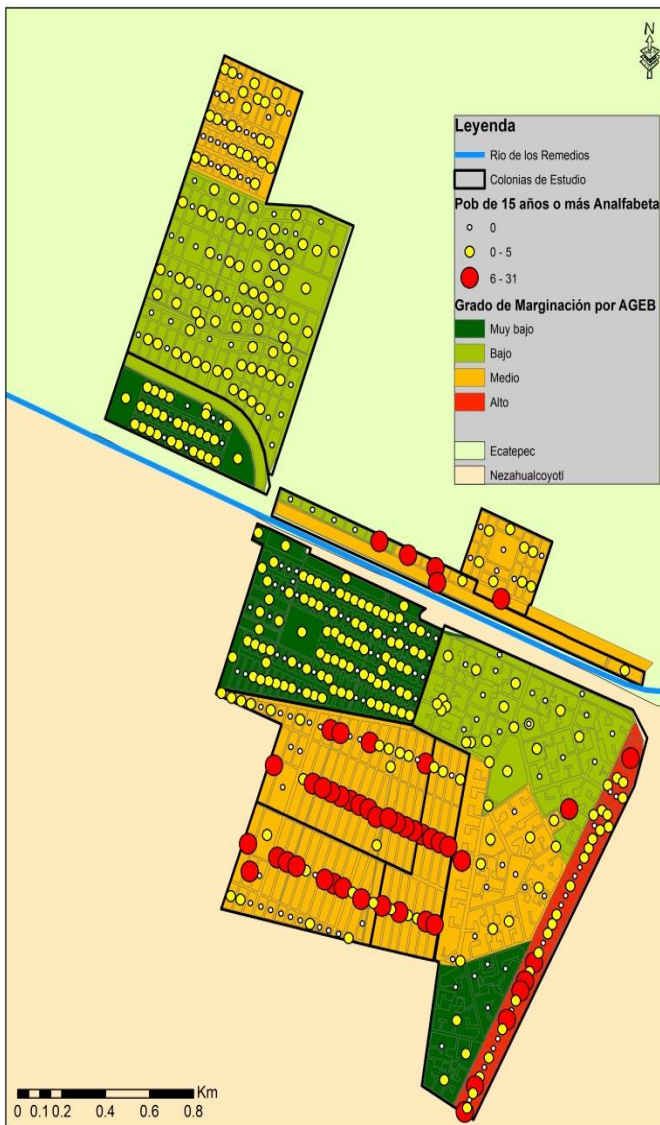 N
Leyenda
Rio de los Remedios
Colonias de Estudio
Pob de 15 años o más Analfabeta
0
0 - 5
6 - 31
Grado de Marginación por AGEB
Muy bajo
Bajo
Medio
Alto
Ecatepec
Nezahualcoyotl
Km
0 0.1 0.2 0.4 0.6 0.8